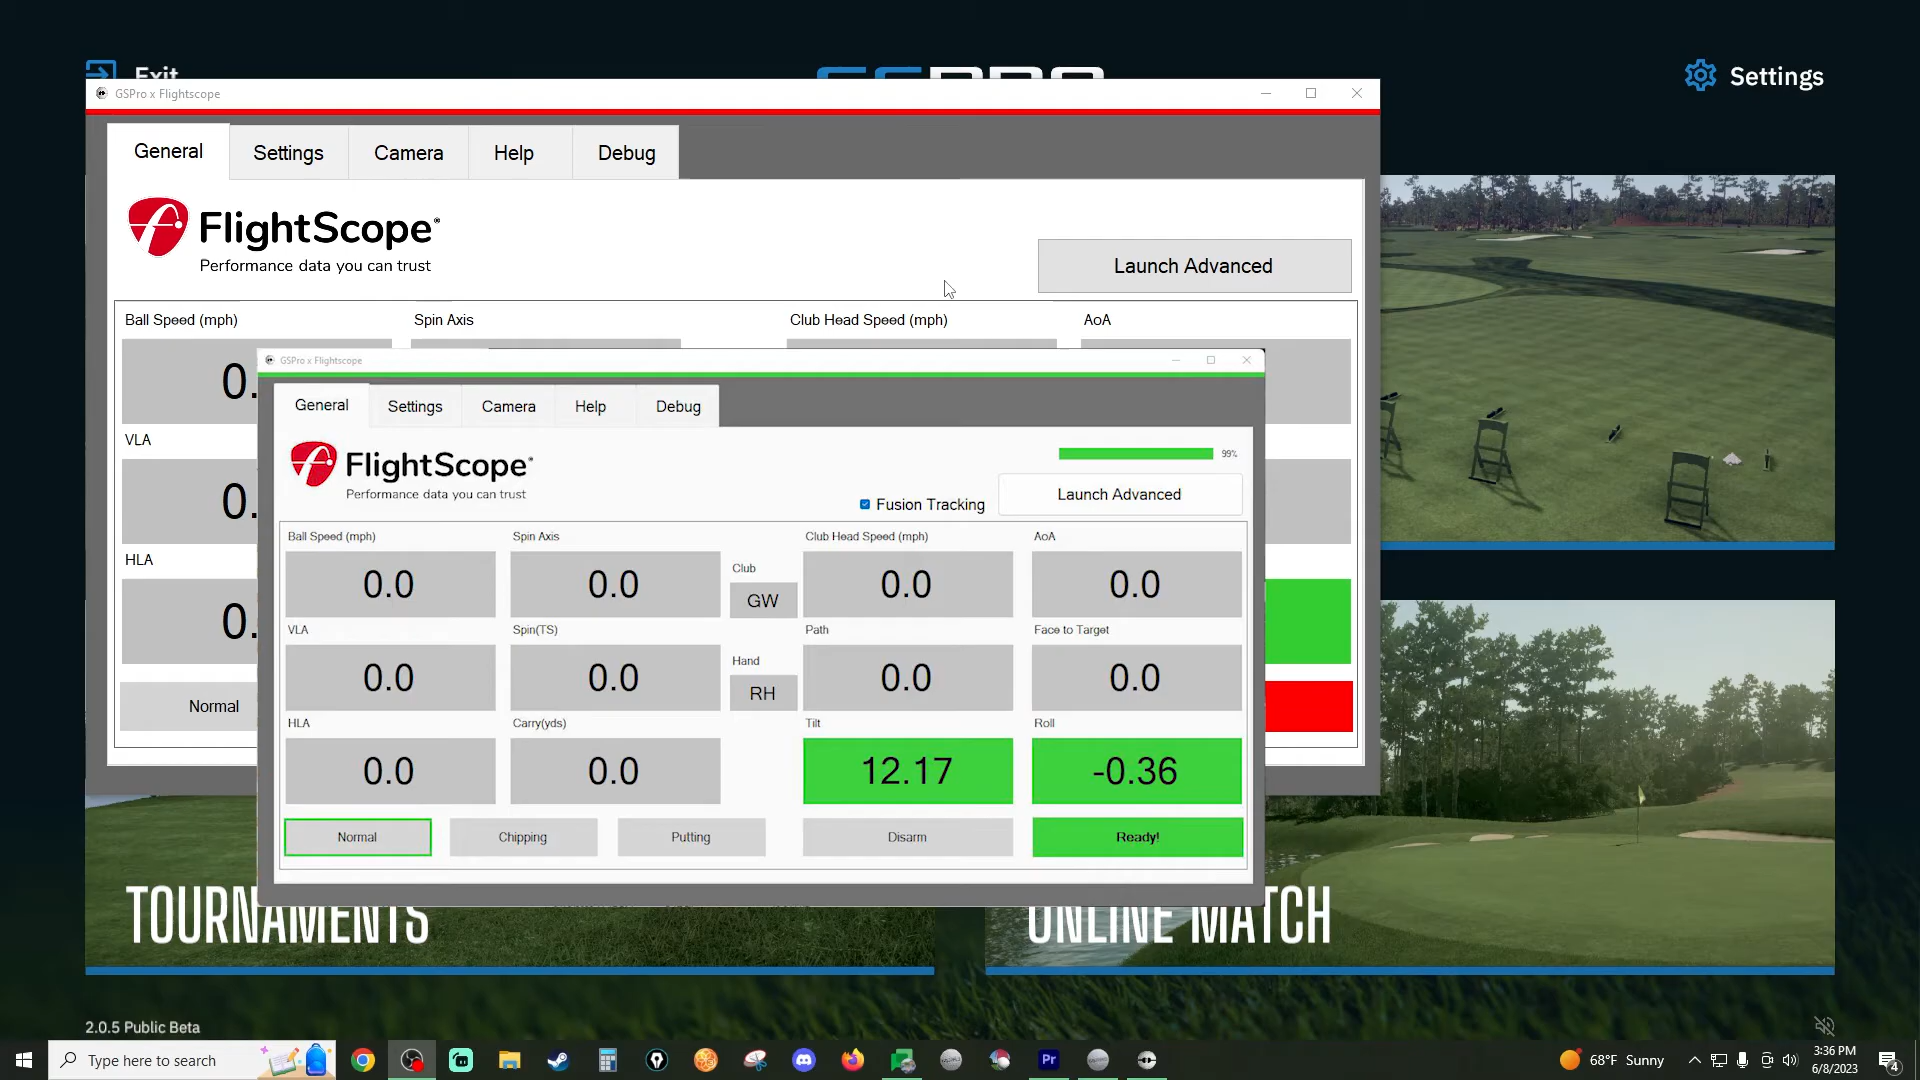 Exit
Settings
GSPro x Flightscope
General
Settings
Camera
Help
Debug
FlightScope
Performance data you can trust
Launch Advanced
Ball Speed (mph)
Spin Axis
Club Head Speed (mph)
AoA
0.
VLA
0.
HLA
0.
Normal
GSPro x Flightscope
General
Settings
Camera
Help
Debug
FlightScope
Performance data you can trust
99%
Fusion Tracking
Launch Advanced
Ball Speed (mph)
Spin Axis
Club
Club Head Speed (mph)
AoA
0.0
0.0
GW
0.0
0.0
VLA
Spin(TS)
Hand
Path
Face to Target
0.0
0.0
RH
0.0
0.0
HLA
Carry(yds)
Tilt
Roll
0.0
0.0
12.17
-0.36
Normal
Chipping
Putting
Disarm
Ready!
TOURNAMENTS
ONLINE MATCH
2.0.5 Public Beta
Type here to search
Pr
68°F Sunny
3:36 PM
6/8/2023
4